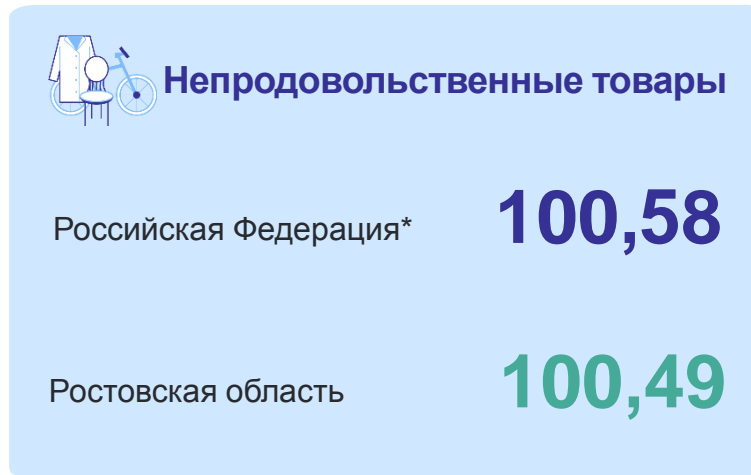 Непродовольственные товары
Российская Федерация* 100,58
Ростовская область 100,49